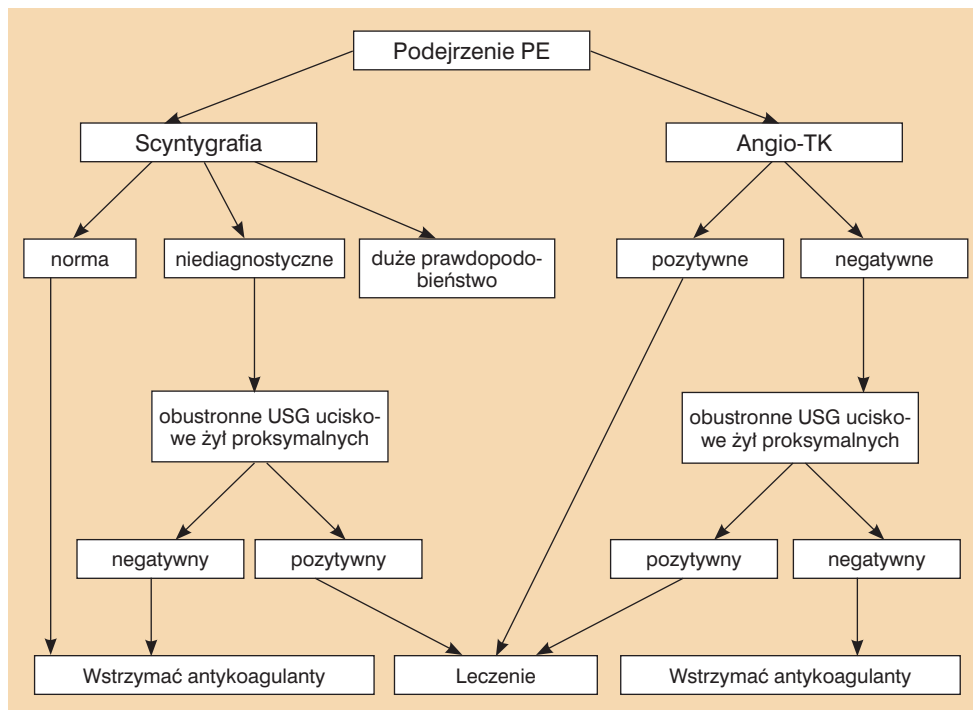 Podejrzenie PE
Scyntygrafia
Angio-TK
norma
niediagnostyczne
duże prawdopodo-
bieństwo
pozytywne
negatywne
obustronne USG ucisko-
we żył proksymalnych
obustronne USG ucisko-
we żył proksymalnych
negatywny
pozytywny
pozytywny
negatywny
Wstrzymać antykoagulanty
Leczenie
Wstrzymać antykoagulanty